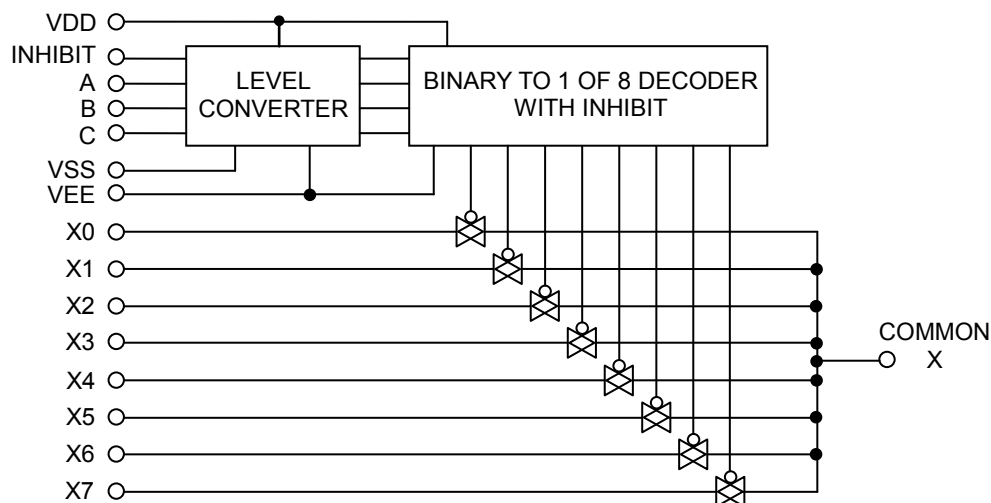 VDD
INHIBIT
A
B
C
VSS
VEE
LEVEL
CONVERTER
BINARY TO 1 OF 8 DECODER
WITH INHIBIT
X0
X1
X2
X3
X4
X5
X6
X7
COMMON
X